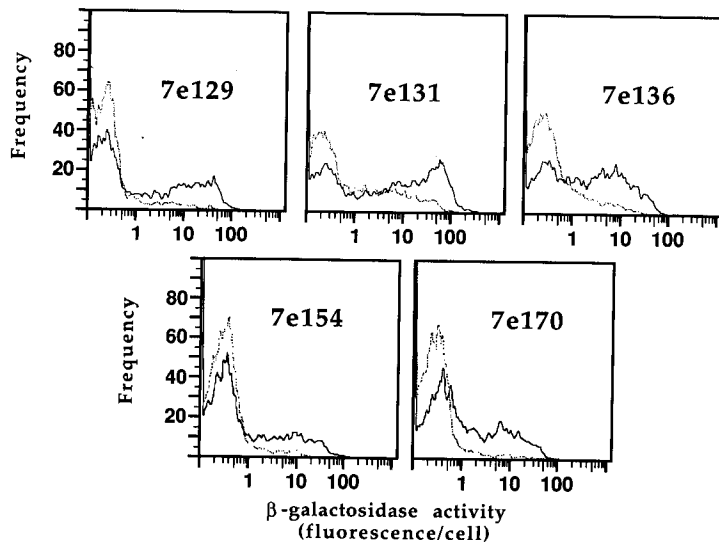 Frequency
80
60
40
20
7e129
7e131
7e136
1 10 100
1 10 100
1 10 100
Frequency
80
60
40
20
7e154
7e170
1 10 100
1 10 100
β-galactosidase activity
(fluorescence/cell)